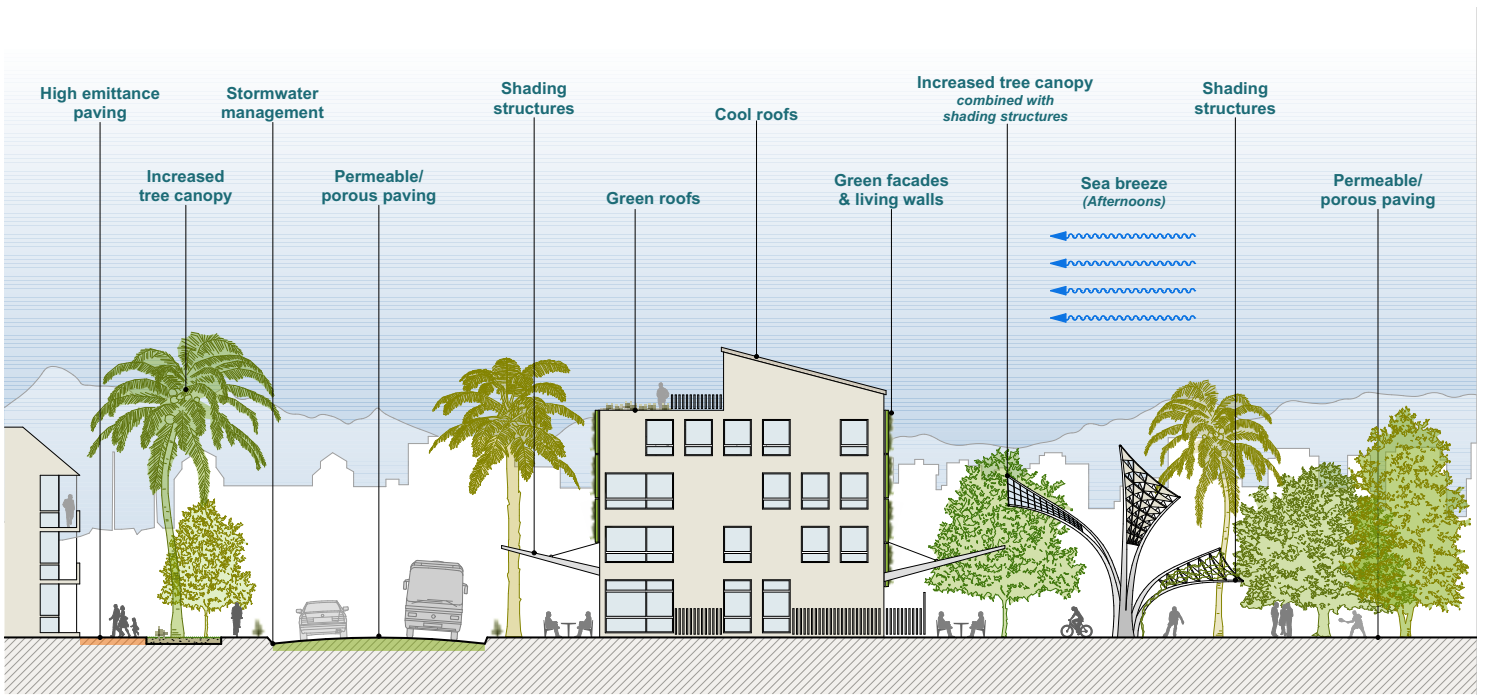 High emittance
paving
Stormwater
management
Shading
structures
Cool roofs
Increased tree canopy
combined with
shading structures
Shading
structures
Increased
tree canopy
Permeable/
porous paving
Green roofs
Green facades
& living walls
Sea breeze
(Afternoons)
Permeable/
porous paving